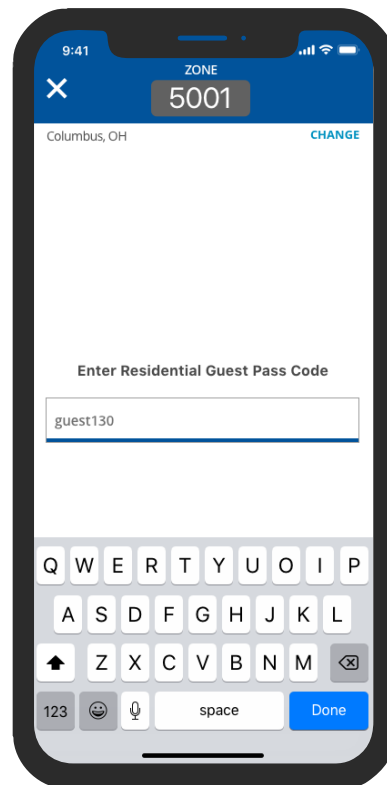 9:41
ZONE
5001
Columbus, OH CHANGE
Enter Residential Guest Pass Code
guest130
Q W E R T Y U O I P
A S D F G H J K L
Z X C V B N M
123 space Done